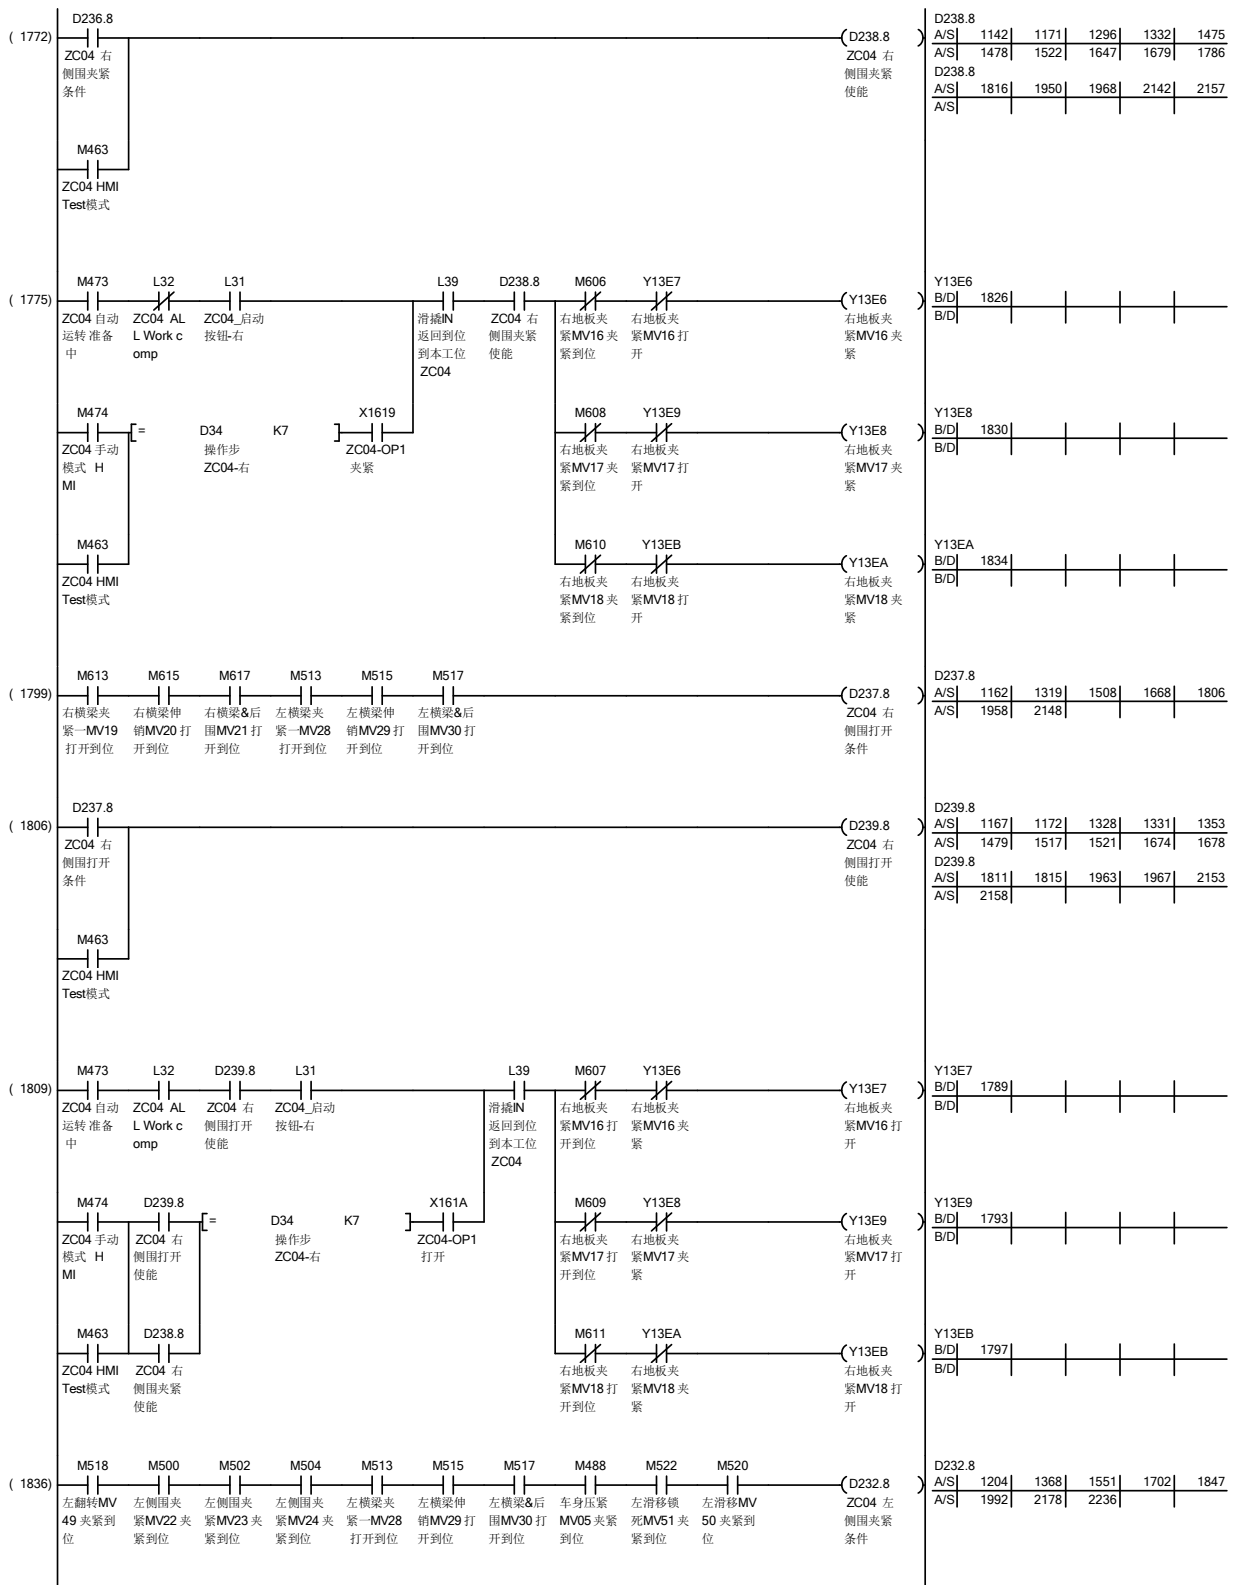 D236.8
D238.8
( 1772)
D238.8
A/S 1142 1171 1296 1332 1475
ZC04 右
侧围夹紧
条件
ZC04 右
侧围夹紧
使能
A/S 1478 1522 1647 1679 1786
D238.8
A/S 1816 1950 1968 2142 2157
A/S
M463
ZC04 HMI
Test模式
M473 L32 L31 L39 D238.8 M606 Y13E7
Y13E6
( 1775)
Y13E6
B/D 1826
B/D
ZC04 自动
运转 准备
中
ZC04 AL
L Work c
omp
ZC04_启动
按钮-右
滑撬IN
返回到位
到本工位
ZC04
ZC04 右
侧围夹紧
使能
右地板夹
紧MV16 夹
紧到位
右地板夹
紧MV16 打
开
右地板夹
紧MV16 夹
紧
M474 X1619 M608 Y13E9
Y13E8
= D34 K7
Y13E8
B/D 1830
B/D
ZC04 手动
模式 H
MI
操作步
ZC04-右
ZC04-OP1
夹紧
右地板夹
紧MV17 夹
紧到位
右地板夹
紧MV17 打
开
右地板夹
紧MV17 夹
紧
M463 M610 Y13EB
Y13EA
Y13EA
B/D 1834
B/D
ZC04 HMI
Test模式
右地板夹
紧MV18 夹
紧到位
右地板夹
紧MV18 打
开
右地板夹
紧MV18 夹
紧
M613 M615 M617 M513 M515 M517
D237.8
( 1799)
D237.8
A/S 1162 1319 1508 1668 1806
A/S 1958 2148
右横梁夹
紧一MV19
打开到位
右横梁伸
销MV20 打
开到位
右横梁&后
围MV21 打
开到位
左横梁夹
紧一MV28
打开到位
左横梁伸
销MV29 打
开到位
左横梁&后
围MV30 打
开到位
ZC04 右
侧围打开
条件
D237.8
D239.8
( 1806)
D239.8
A/S 1167 1172 1328 1331 1353
A/S 1479 1517 1521 1674 1678
D239.8
A/S 1811 1815 1963 1967 2153
A/S 2158
ZC04 右
侧围打开
条件
ZC04 右
侧围打开
使能
M463
ZC04 HMI
Test模式
M473 L32 D239.8 L31 L39 M607 Y13E6
Y13E7
( 1809)
Y13E7
B/D 1789
B/D
ZC04 自动
运转 准备
中
ZC04 AL
L Work c
omp
ZC04 右
侧围打开
使能
ZC04_启动
按钮-右
滑撬IN
返回到位
到本工位
ZC04
右地板夹
紧MV16 打
开到位
右地板夹
紧MV16 夹
紧
右地板夹
紧MV16 打
开
M474 D239.8 X161A M609 Y13E8
Y13E9
= D34 K7
Y13E9
B/D 1793
B/D
ZC04 手动
模式 H
MI
ZC04 右
侧围打开
使能
操作步
ZC04-右
ZC04-OP1
打开
右地板夹
紧MV17 打
开到位
右地板夹
紧MV17 夹
紧
右地板夹
紧MV17 打
开
M463 D238.8 M611 Y13EA
Y13EB
Y13EB
B/D 1797
B/D
ZC04 HMI
Test模式
ZC04 右
侧围夹紧
使能
右地板夹
紧MV18 打
开到位
右地板夹
紧MV18 夹
紧
右地板夹
紧MV18 打
开
M518 M500 M502 M504 M513 M515 M517 M488 M522 M520
D232.8
( 1836)
D232.8
A/S 1204 1368 1551 1702 1847
A/S 1992 2178 2236
左翻转MV
49 夹紧到
位
左侧围夹
紧MV22 夹
紧到位
左侧围夹
紧MV23 夹
紧到位
左侧围夹
紧MV24 夹
紧到位
左横梁夹
紧一MV28
打开到位
左横梁伸
销MV29 打
开到位
左横梁&后
围MV30 打
开到位
车身压紧
MV05 夹紧
到位
左滑移锁
死MV51 夹
紧到位
左滑移MV
50 夹紧到
位
ZC04 左
侧围夹紧
条件